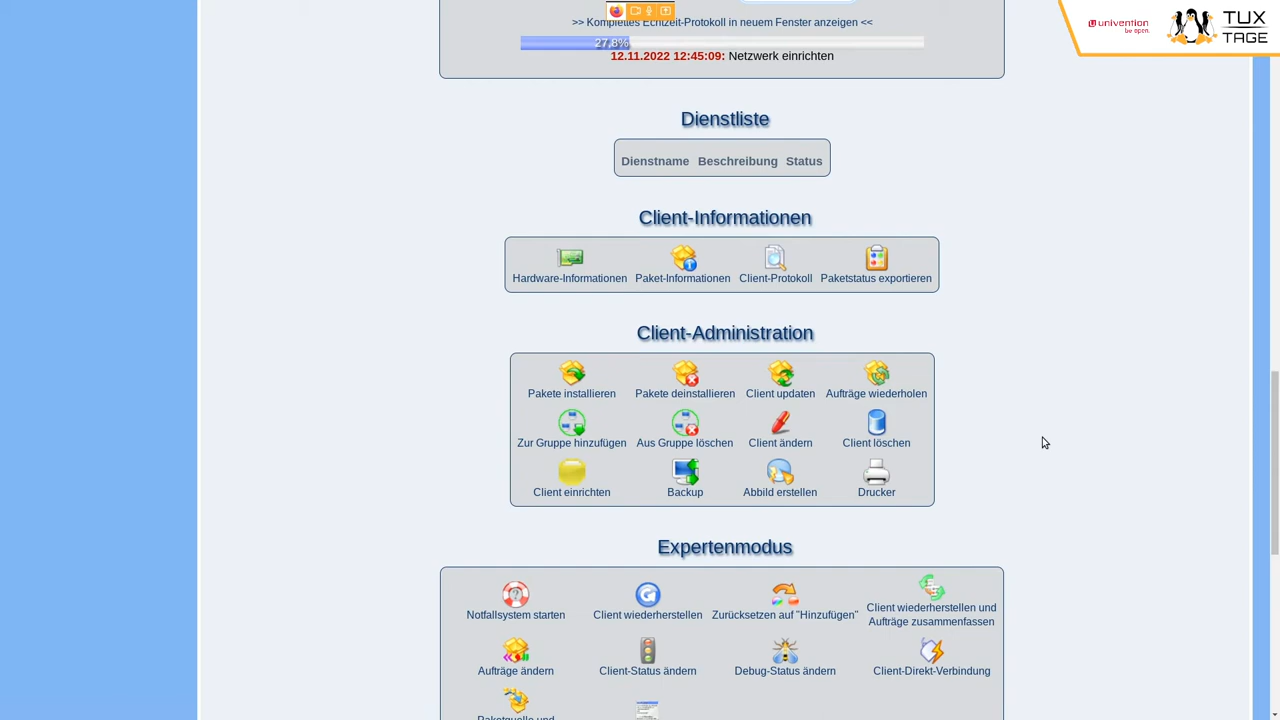 >> Komplettes Echtzeit-Protokoll in neuem Fenster anzeigen <<
27,8%
12.11.2022 12:45:09: Netzwerk einrichten
univention
be open.
TUX
TAGE
Dienstliste
Dienstname Beschreibung Status
Client-Informationen
Hardware-Informationen Paket-Informationen Client-Protokoll Paketstatus exportieren
Client-Administration
Pakete installieren Pakete deinstallieren Client updaten Aufträge wiederholen
Zur Gruppe hinzufügen Aus Gruppe löschen Client ändern Client löschen
Client einrichten Backup Abbild erstellen Drucker
Expertenmodus
Notfallsystem starten Client wiederherstellen Zurücksetzen auf "Hinzufügen" Client wiederherstellen und
Aufträge zusammenfassen
Aufträge ändern Client-Status ändern Debug-Status ändern Client-Direkt-Verbindung
Paketquelle und